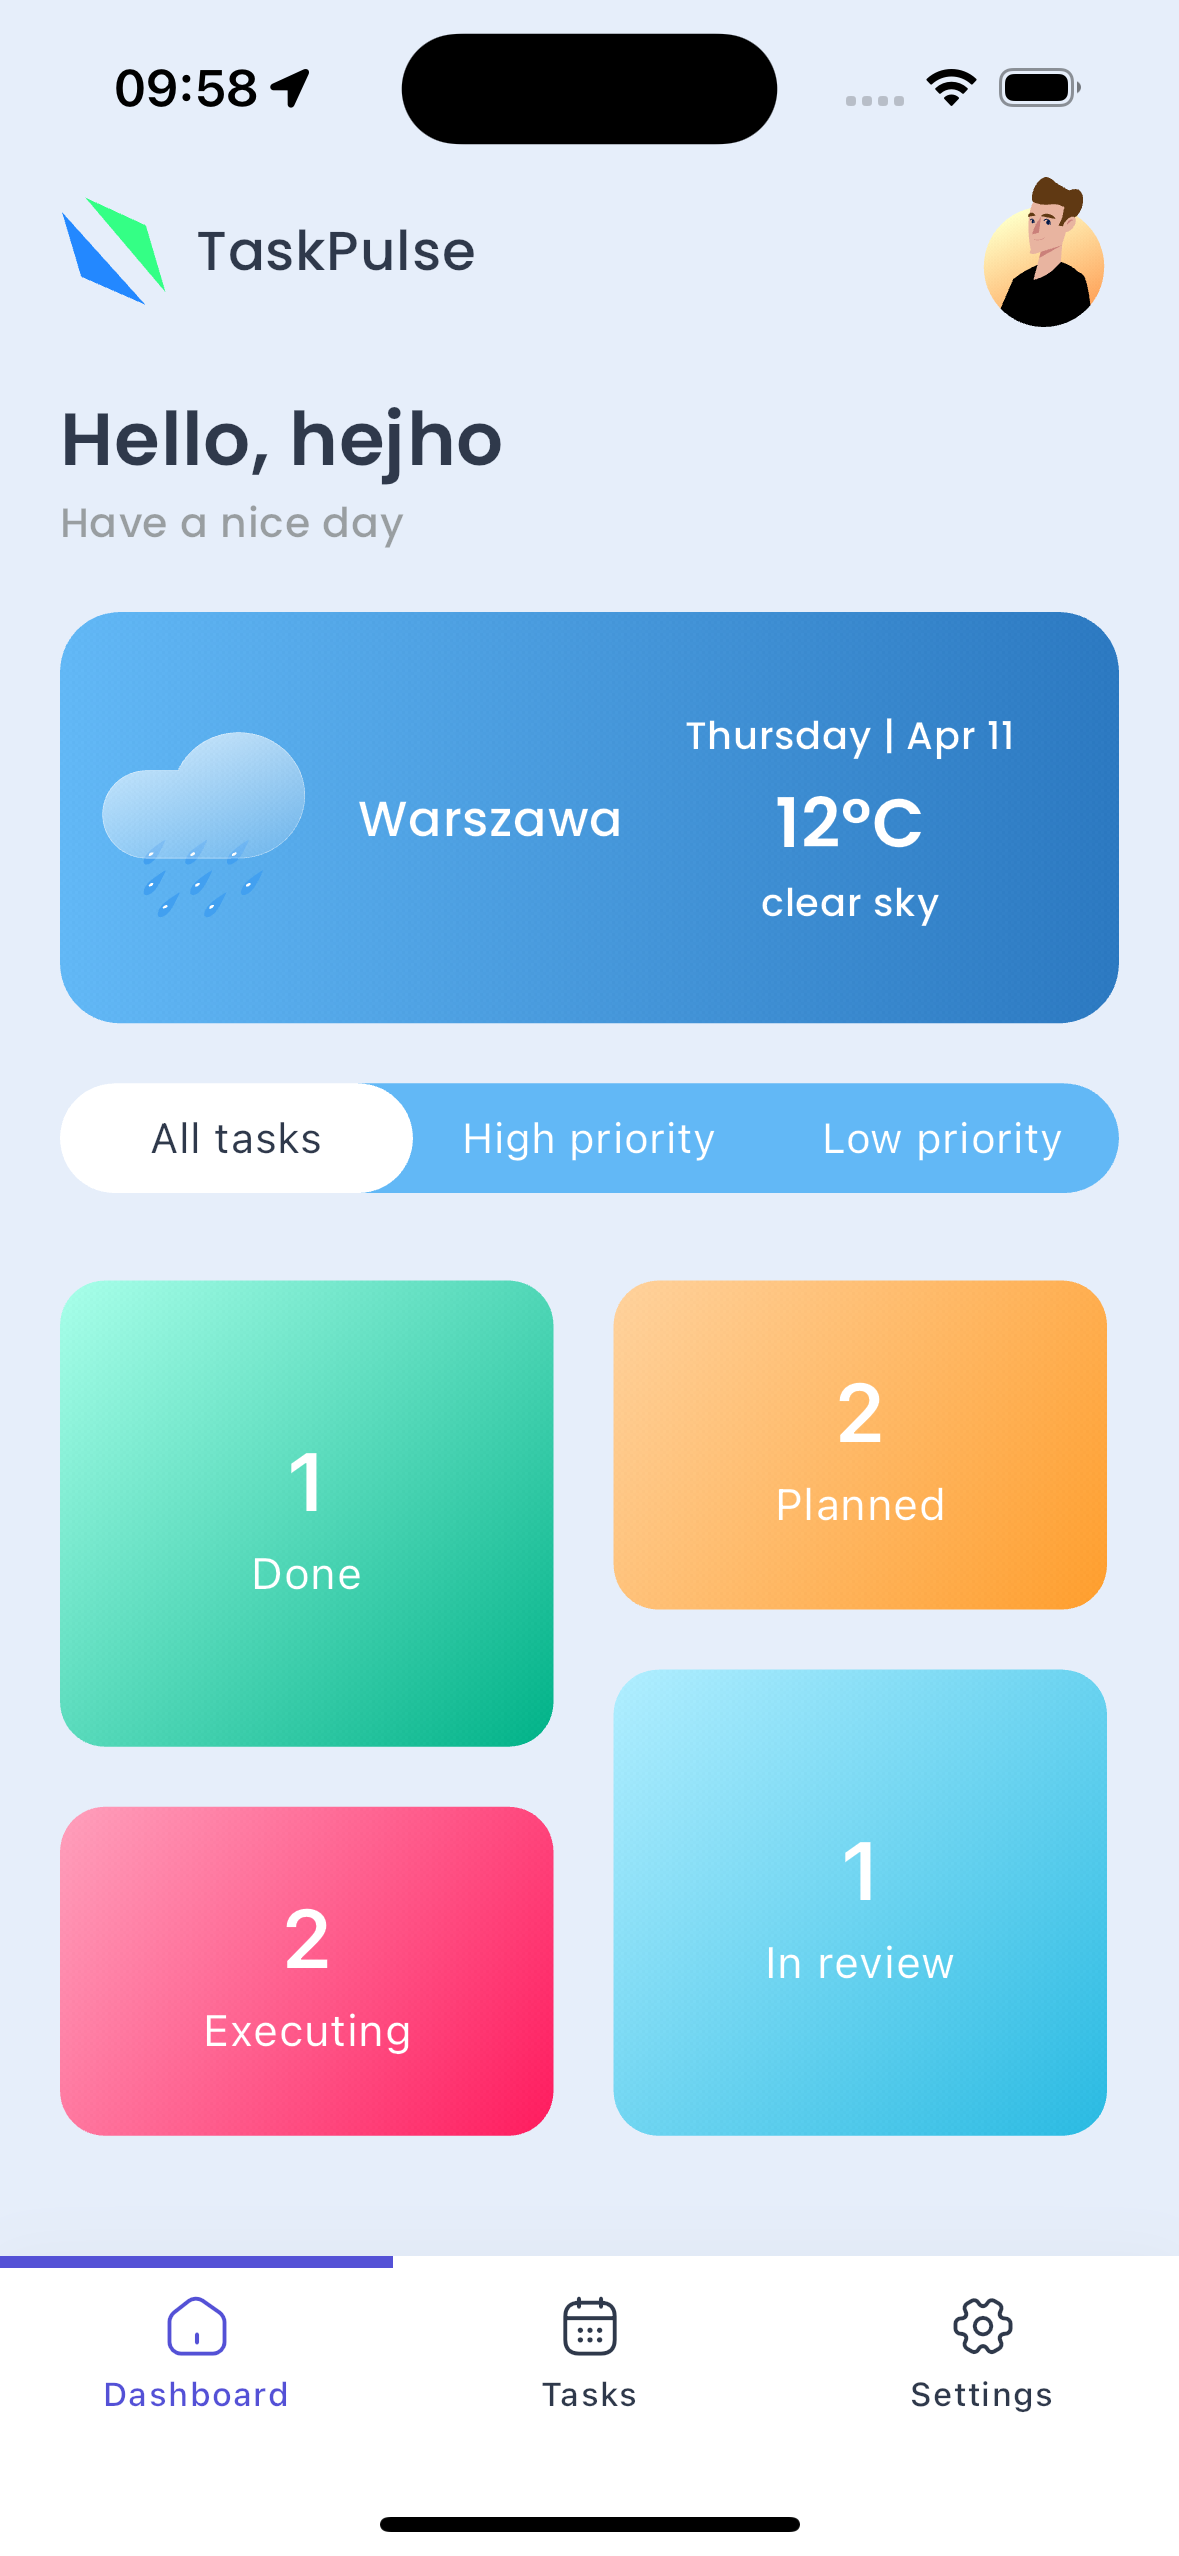 09:58
TaskPulse
Hello, hejho
Have a nice day
Thursday | Apr 11
Warszawa
12°C
clear sky
All tasks
High priority
Low priority
1
Done
2
Planned
2
Executing
1
In review
Dashboard
Tasks
Settings